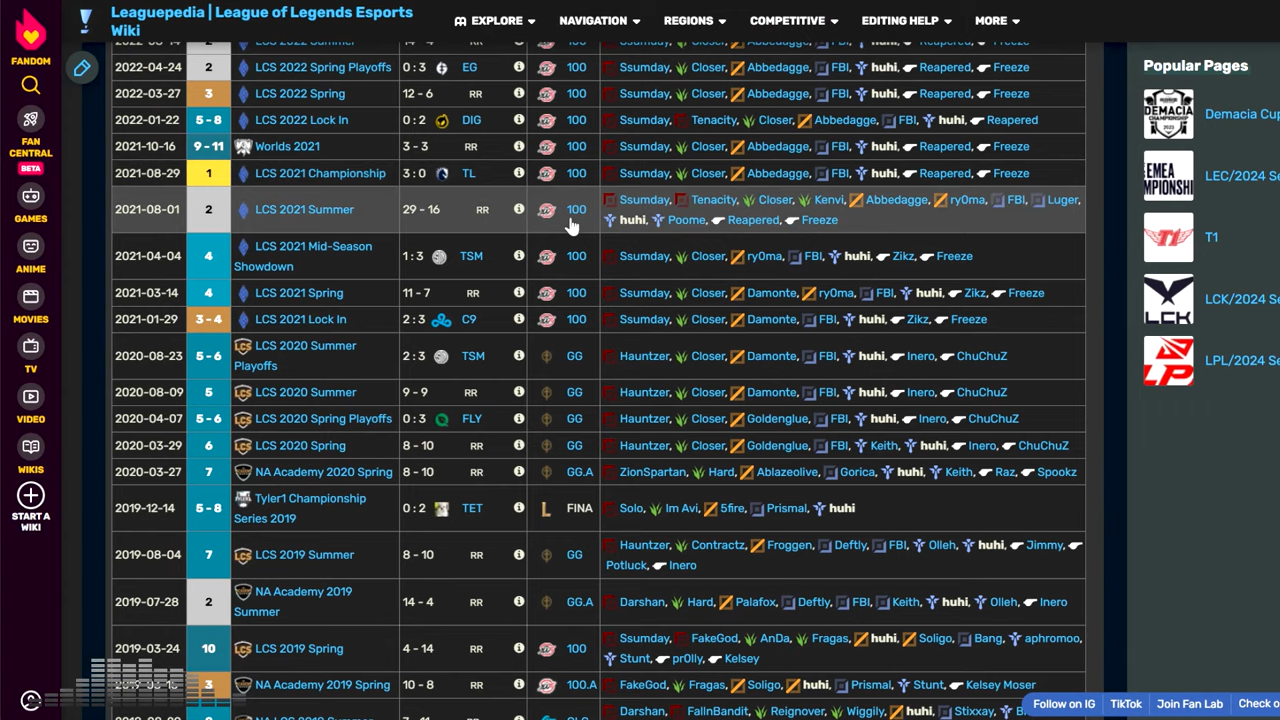 Leaguepedia | League of Legends Esports
Wiki
EXPLORE
NAVIGATION
REGIONS
COMPETITIVE
EDITING HELP
MORE
FANDOM
FAN
CENTRAL
BETA
GAMES
ANIME
MOVIES
TV
VIDEO
WIKIS
START A
WIKI
2022-04-24 2 LCS 2022 Spring Playoffs 0 : 3 EG 100 Ssumday, Closer, Abbedagge, FBI, huhi, Reapered, Freeze
2022-03-27 3 LCS 2022 Spring 12 - 6 RR 100 Ssumday, Closer, Abbedagge, FBI, huhi, Reapered, Freeze
2022-01-22 5 - 8 LCS 2022 Lock In 0 : 2 100 Ssumday, Tenacity, Closer, Abbedagge, FBI, huhi, Reapered
2021-10-16 9 - 11 Worlds 2021 3 - 3 RR 100 Ssumday, Closer, Abbedagge, FBI, huhi, Reapered, Freeze
2021-08-29 1 LCS 2021 Championship 3 : 0 TL 100 Ssumday, Closer, Abbedagge, FBI, huhi, Reapered, Freeze
2021-08-01 2 LCS 2021 Summer 29 - 16 RR 100 Ssumday, Tenacity, Closer, Kenvi, Abbedagge, ry0ma, FBI, Luger,
huhi, Poome, Reapered, Freeze
2021-04-04 4 LCS 2021 Mid-Season
Showdown 1 : 3 TSM 100 Ssumday, Closer, ry0ma, FBI, huhi, Zikz, Freeze
2021-03-14 4 LCS 2021 Spring 11 - 7 RR 100 Ssumday, Closer, Damonte, ry0ma, FBI, huhi, Zikz, Freeze
2021-01-29 3 - 4 LCS 2021 Lock In 2 : 3 C9 100 Ssumday, Closer, Damonte, FBI, huhi, Zikz, Freeze
2020-08-23 5 - 6 LCS 2020 Summer
Playoffs 2 : 3 TSM GG Hauntzer, Closer, Damonte, FBI, huhi, Inero, ChuChuZ
2020-08-09 5 LCS 2020 Summer 9 - 9 RR GG Hauntzer, Closer, Damonte, FBI, huhi, Inero, ChuChuZ
2020-04-07 5 - 6 LCS 2020 Spring Playoffs 0 : 3 FLY GG Hauntzer, Closer, Goldenglue, FBI, huhi, Inero, ChuChuZ
2020-03-29 6 LCS 2020 Spring 8 - 10 RR GG Hauntzer, Closer, Goldenglue, FBI, Keith, huhi, Inero, ChuChuZ
2020-03-27 7 NA Academy 2020 Spring 8 - 10 RR GG.A ZionSpartan, Hard, Ablazeolive, Gorica, huhi, Keith, Raz, Spookz
2019-12-14 5 - 8 Tyler1 Championship
Series 2019 0 : 2 TET FINA Solo, Im Avi, 5fire, Prismal, huhi
2019-08-04 7 LCS 2019 Summer 8 - 10 RR GG Hauntzer, Contractz, Froggen, Deftly, FBI, Olleh, huhi, Jimmy,
Potluck, Inero
2019-07-28 2 NA Academy 2019
Summer 14 - 4 RR GG.A Darshan, Hard, Palafox, Deftly, FBI, Keith, huhi, Olleh, Inero
2019-03-24 10 LCS 2019 Spring 4 - 14 RR 100 Ssumday, FakeGod, AnDa, Fragas, huhi, Soligo, Bang, aphromoo,
Stunt, pr0lly, Kelsey
3 NA Academy 2019 Spring 10 - 8 RR 100.A FakeGod, Fragas,
Kelsey Moser
Darshan, FallnBandit, Reignover, Wiggily, huhi, Stixxay,
Popular Pages
Demacia Cup
LEC/2024 Se
T1
LCK/2024 S
LPL/2024 S
Follow on IG
TikTok
Join Fan Lab
Check o